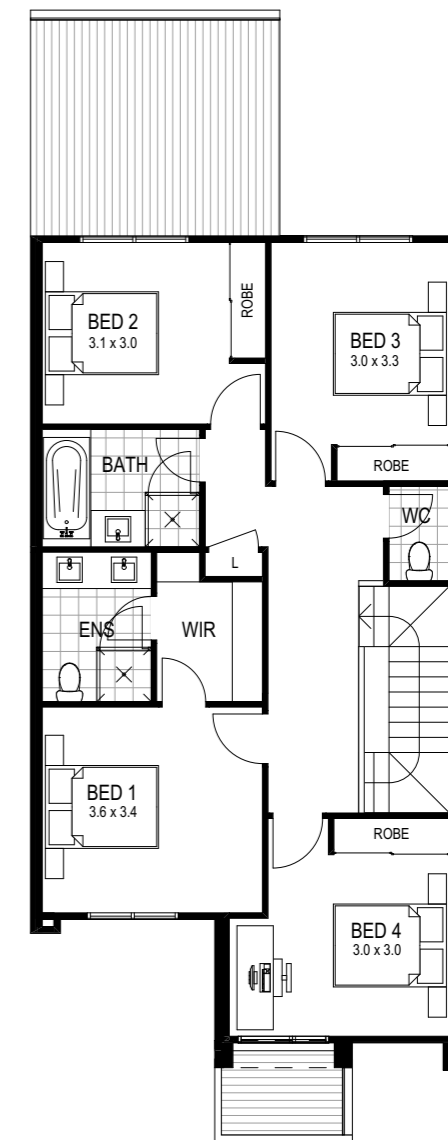 BED 2
3.1 x 3.0
ROBE
BED 3
3.0 x 3.3
ROBE
BATH
WC
L
ENS
WIR
BED 1
3.6 x 3.4
ROBE
BED 4
3.0 x 3.0